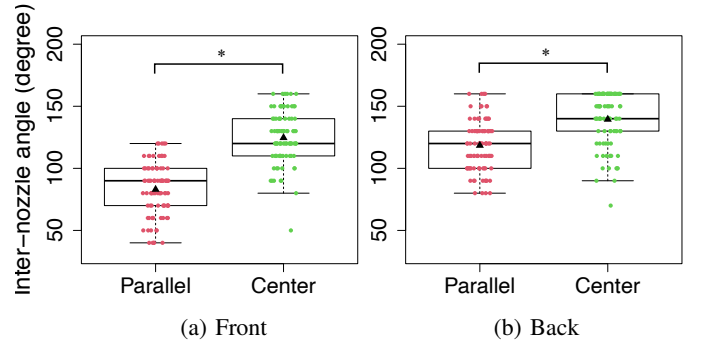 Inter−nozzle angle (degree)
200
150
100
50
*
Parallel
Center
(a) Front
200
150
100
50
*
Parallel
Center
(b) Back